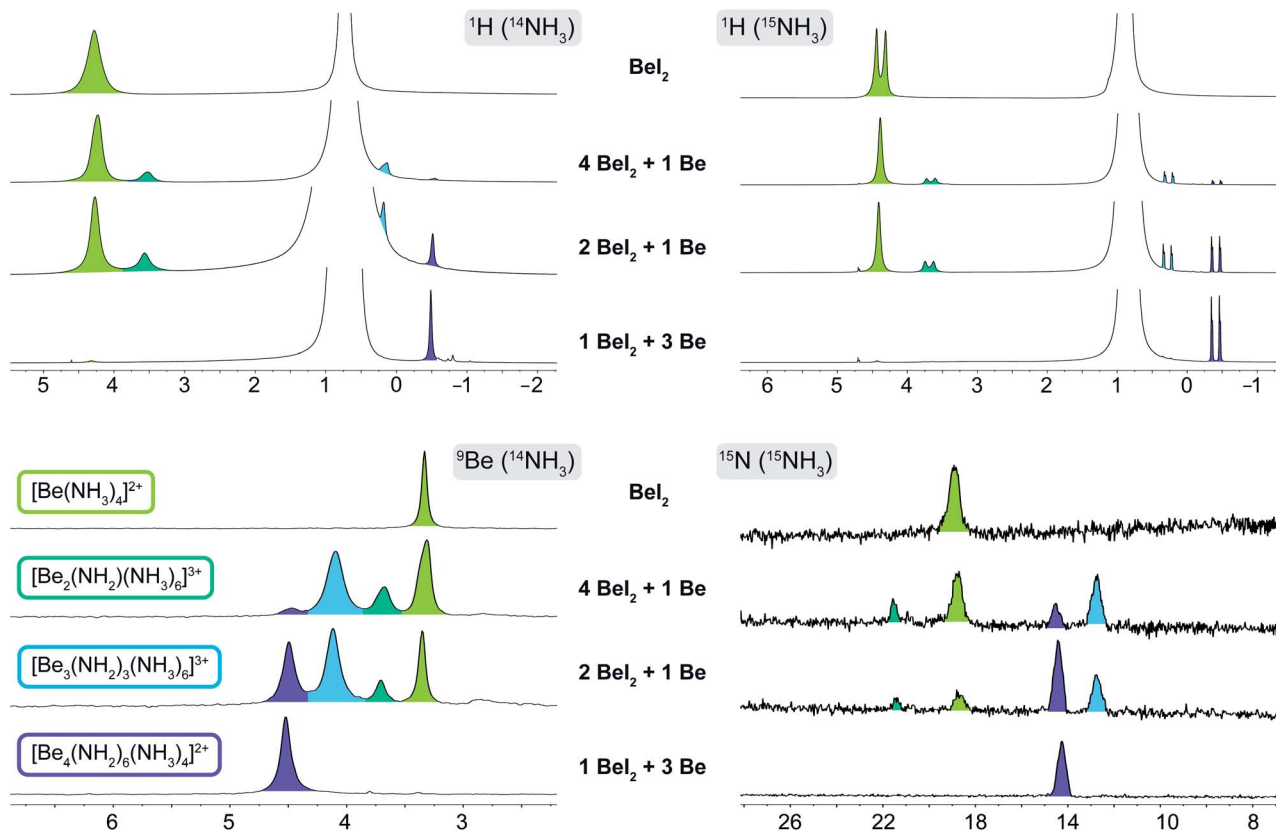 ¹H (¹⁴NH₃)
¹H (¹⁵NH₃)
BeI₂
4 BeI₂ + 1 Be
2 BeI₂ + 1 Be
1 BeI₂ + 3 Be
5 4 3 2 1 0 −1 −2
6 5 4 3 2 1 0 −1
⁹Be (¹⁴NH₃)
¹⁵N (¹⁵NH₃)
[Be(NH₃)₄]²⁺
BeI₂
[Be₂(NH₂)(NH₃)₆]³⁺
4 BeI₂ + 1 Be
[Be₃(NH₂)₃(NH₃)₆]³⁺
2 BeI₂ + 1 Be
[Be₄(NH₂)₆(NH₃)₄]²⁺
1 BeI₂ + 3 Be
6 5 4 3
26 22 18 14 10 8